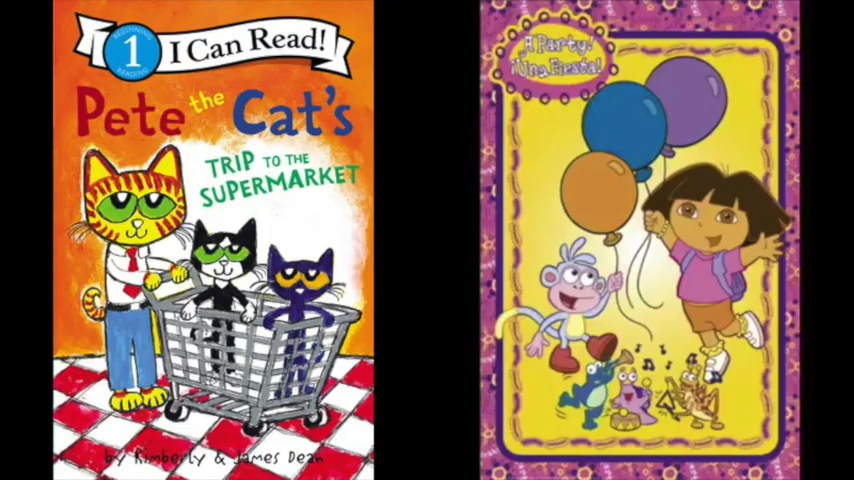 BEGINNING
1
READING
I Can Read!
Pete the Cat's
TRIP TO THE
SUPERMARKET
by Kimberly & James Dean
A Party!
¡Una Fiesta!